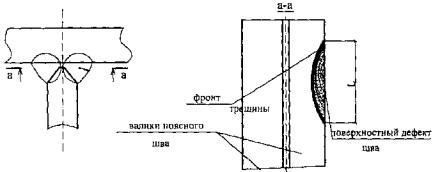 а-а
а
а
фронт
трещины
L
валики поясного
шва
поверхностный дефект
шва